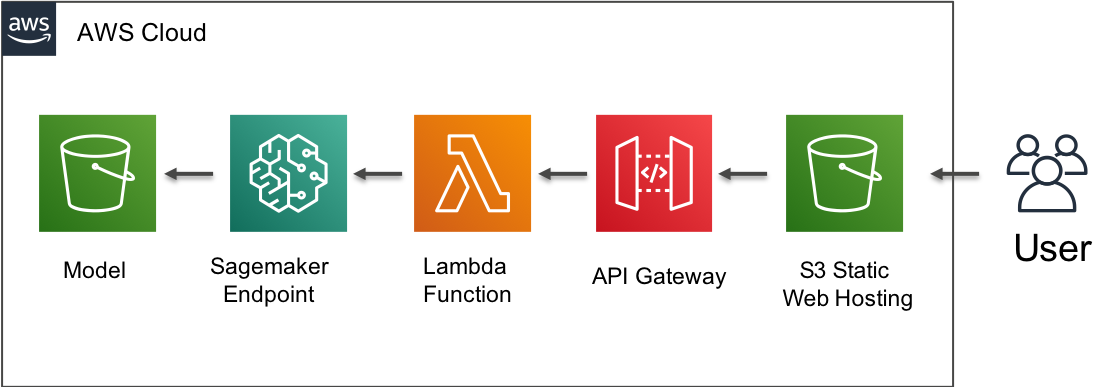 aws
AWS Cloud
Model
Sagemaker
Endpoint
Lambda
Function
API Gateway
</>
S3 Static
Web Hosting
User